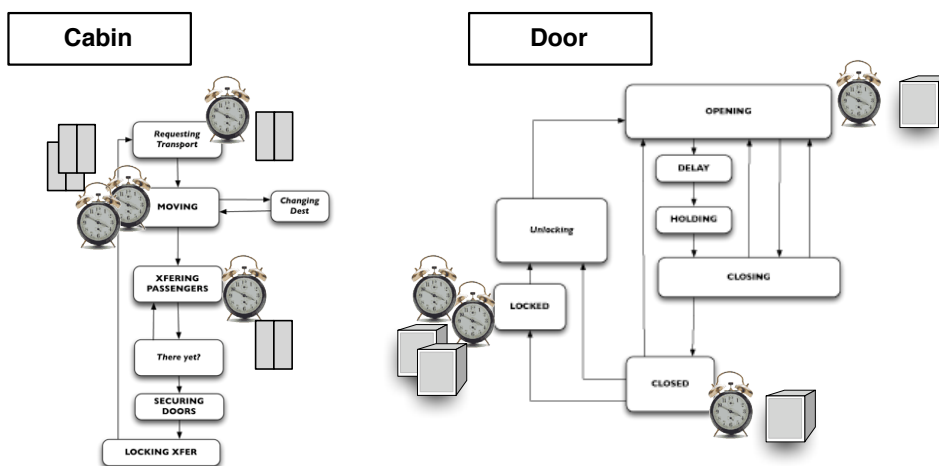 Cabin
Door
Requesting
Transport
MOVING
Changing
Dest
XFERING
PASSENGERS
There yet?
SECURING
DOORS
LOCKING XFER
OPENING
DELAY
HOLDING
Unlocking
CLOSING
LOCKED
CLOSED